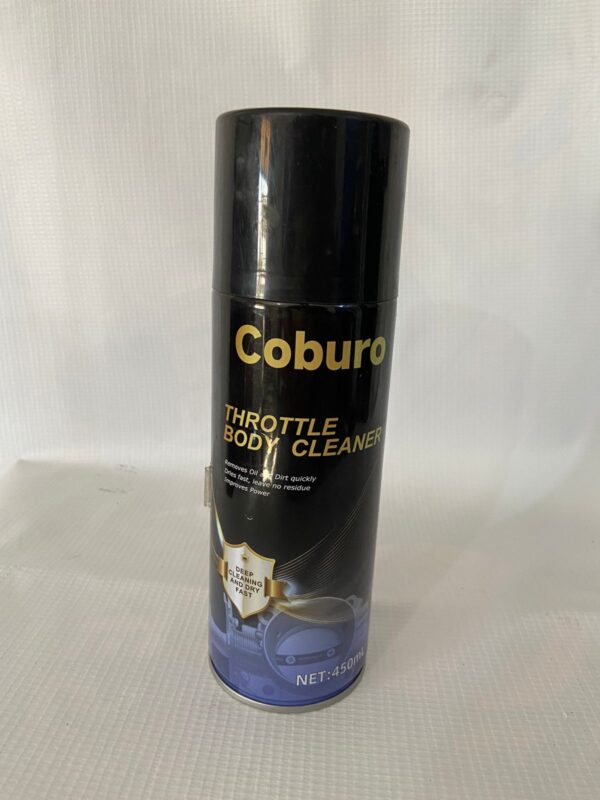 Coburo
THROTTLE
BODY CLEANER
Removes Oil and Dirt quickly
Dries fast, leave no residue
Improves Power
DEEP
CLEANING
AND DRY
FAST
NET:450mL